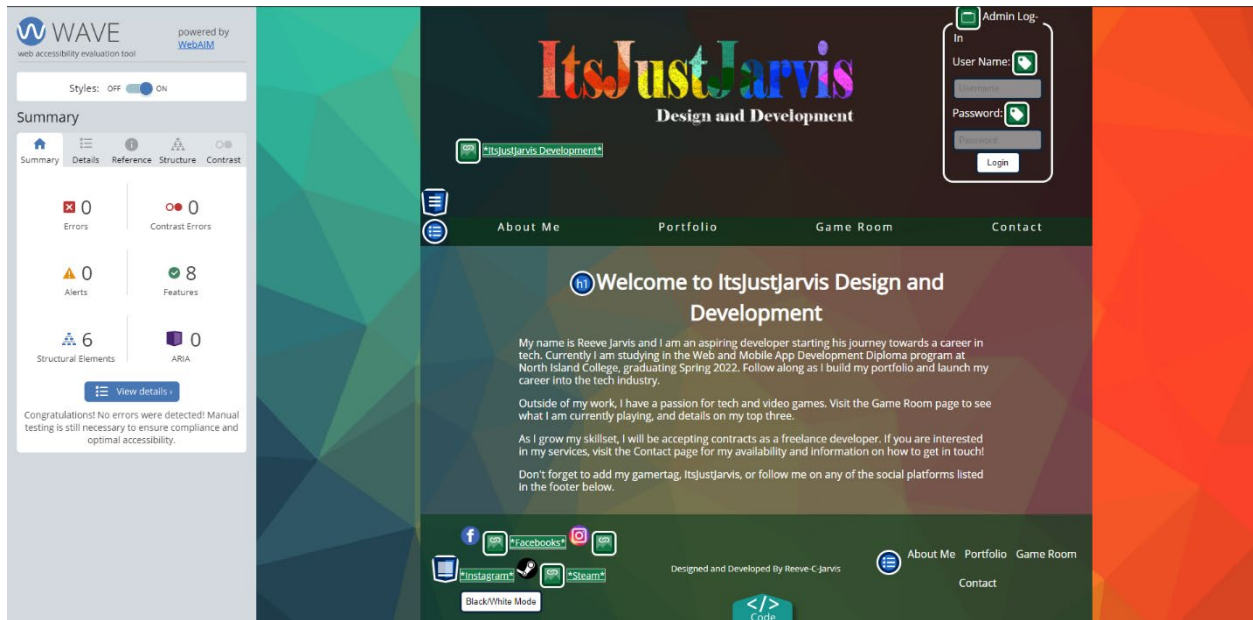 WAVE
web accessibility evaluation tool
powered by
WebAIM
Styles: OFF ON
Summary
Summary Details Reference Structure Contrast
0
Errors
0
Contrast Errors
0
Alerts
8
Features
6
Structural Elements
0
ARIA
View details ›
Congratulations! No errors were detected! Manual
testing is still necessary to ensure compliance and
optimal accessibility.
ItsJustJarvis
Design and Development
*ItsJustJarvis Development*
Admin Log-
In
User Name:
Username
Password:
Password
Login
About Me Portfolio Game Room Contact
h1 Welcome to ItsJustJarvis Design and
Development
My name is Reeve Jarvis and I am an aspiring developer starting his journey towards a career in
tech. Currently I am studying in the Web and Mobile App Development Diploma program at
North Island College, graduating Spring 2022. Follow along as I build my portfolio and launch my
career into the tech industry.
Outside of my work, I have a passion for tech and video games. Visit the Game Room page to see
what I am currently playing, and details on my top three.
As I grow my skillset, I will be accepting contracts as a freelance developer. If you are interested
in my services, visit the Contact page for my availability and information on how to get in touch!
Don't forget to add my gamertag, ItsJustJarvis, or follow me on any of the social platforms listed
in the footer below.
*Facebooks*
*Instagram* *Steam*
Black/White Mode
Designed and Developed By Reeve-C-Jarvis
About Me Portfolio Game Room
Contact
</>
Code